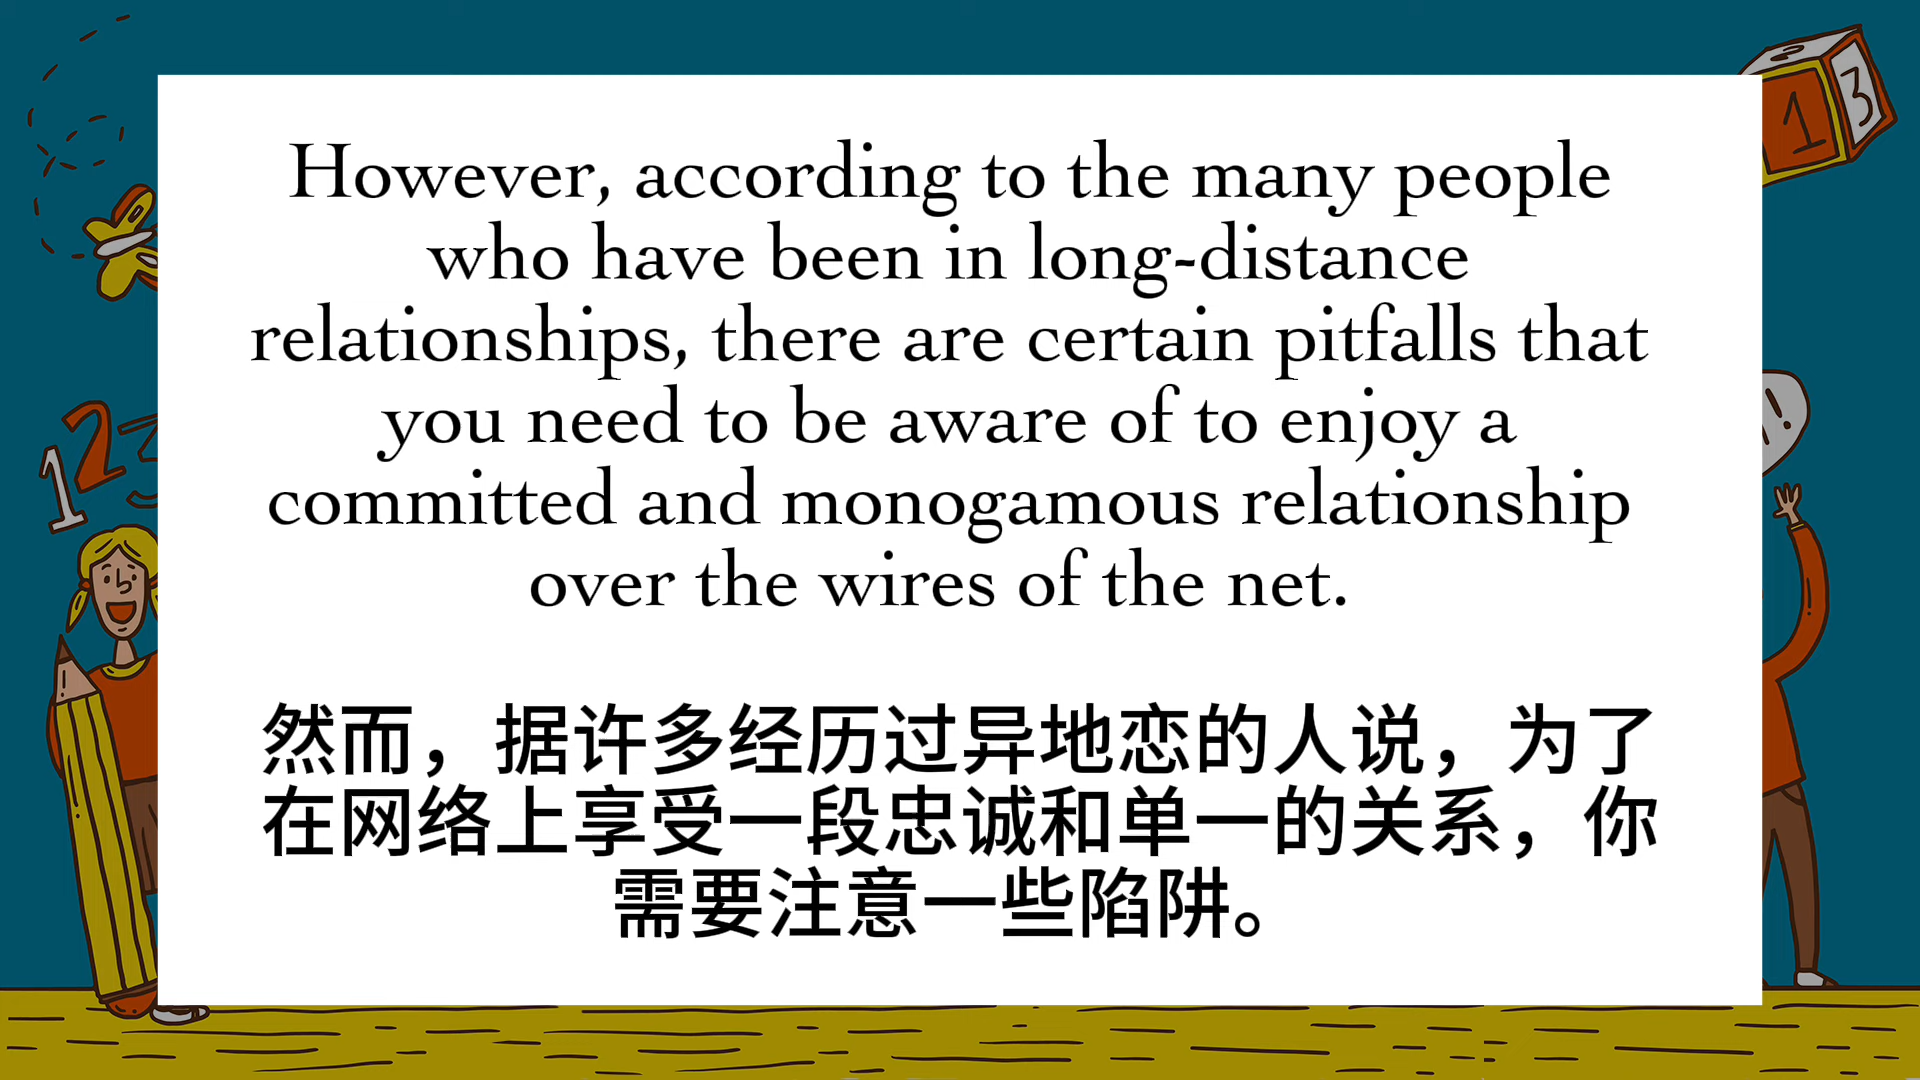 However, according to the many people
who have been in long-distance
relationships, there are certain pitfalls that
you need to be aware of to enjoy a
committed and monogamous relationship
over the wires of the net.
然而，据许多经历过异地恋的人说，为了
在网络上享受一段忠诚和单一的关系，你
需要注意一些陷阱。
1 3
123
!